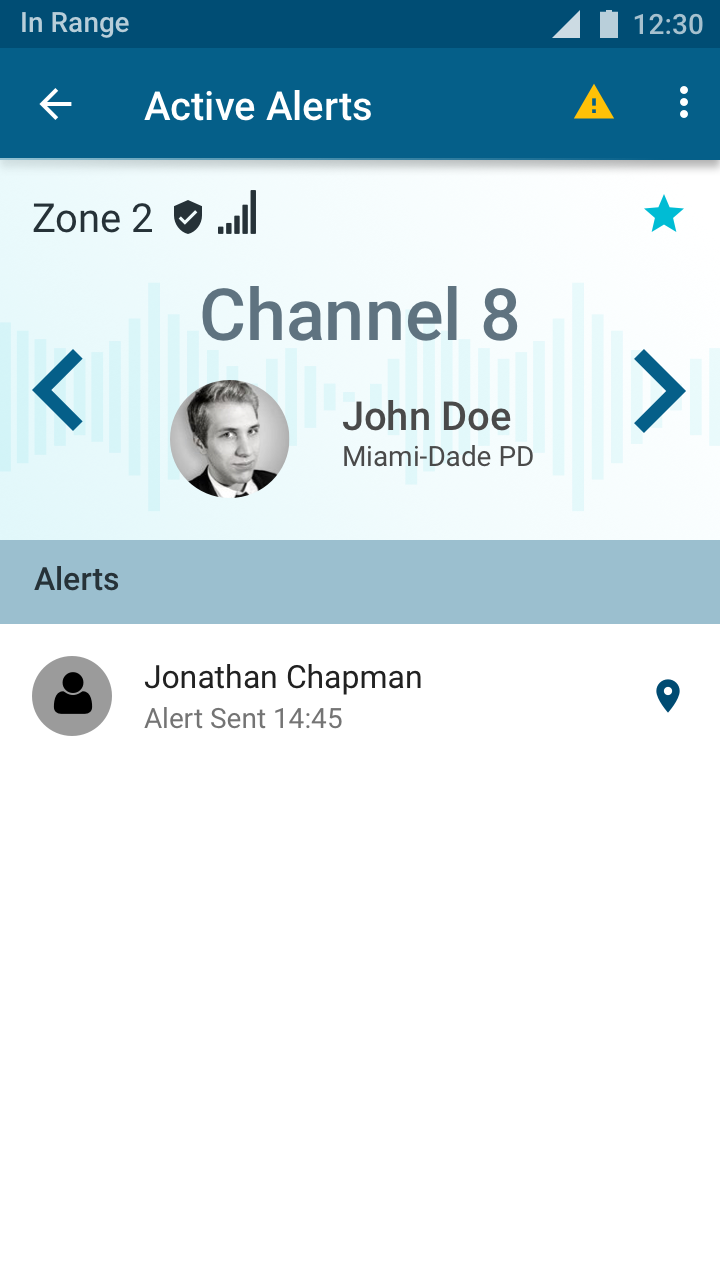 In Range
12:30
Active Alerts
Zone 2
Channel 8
John Doe
Miami-Dade PD
Alerts
Jonathan Chapman
Alert Sent 14:45